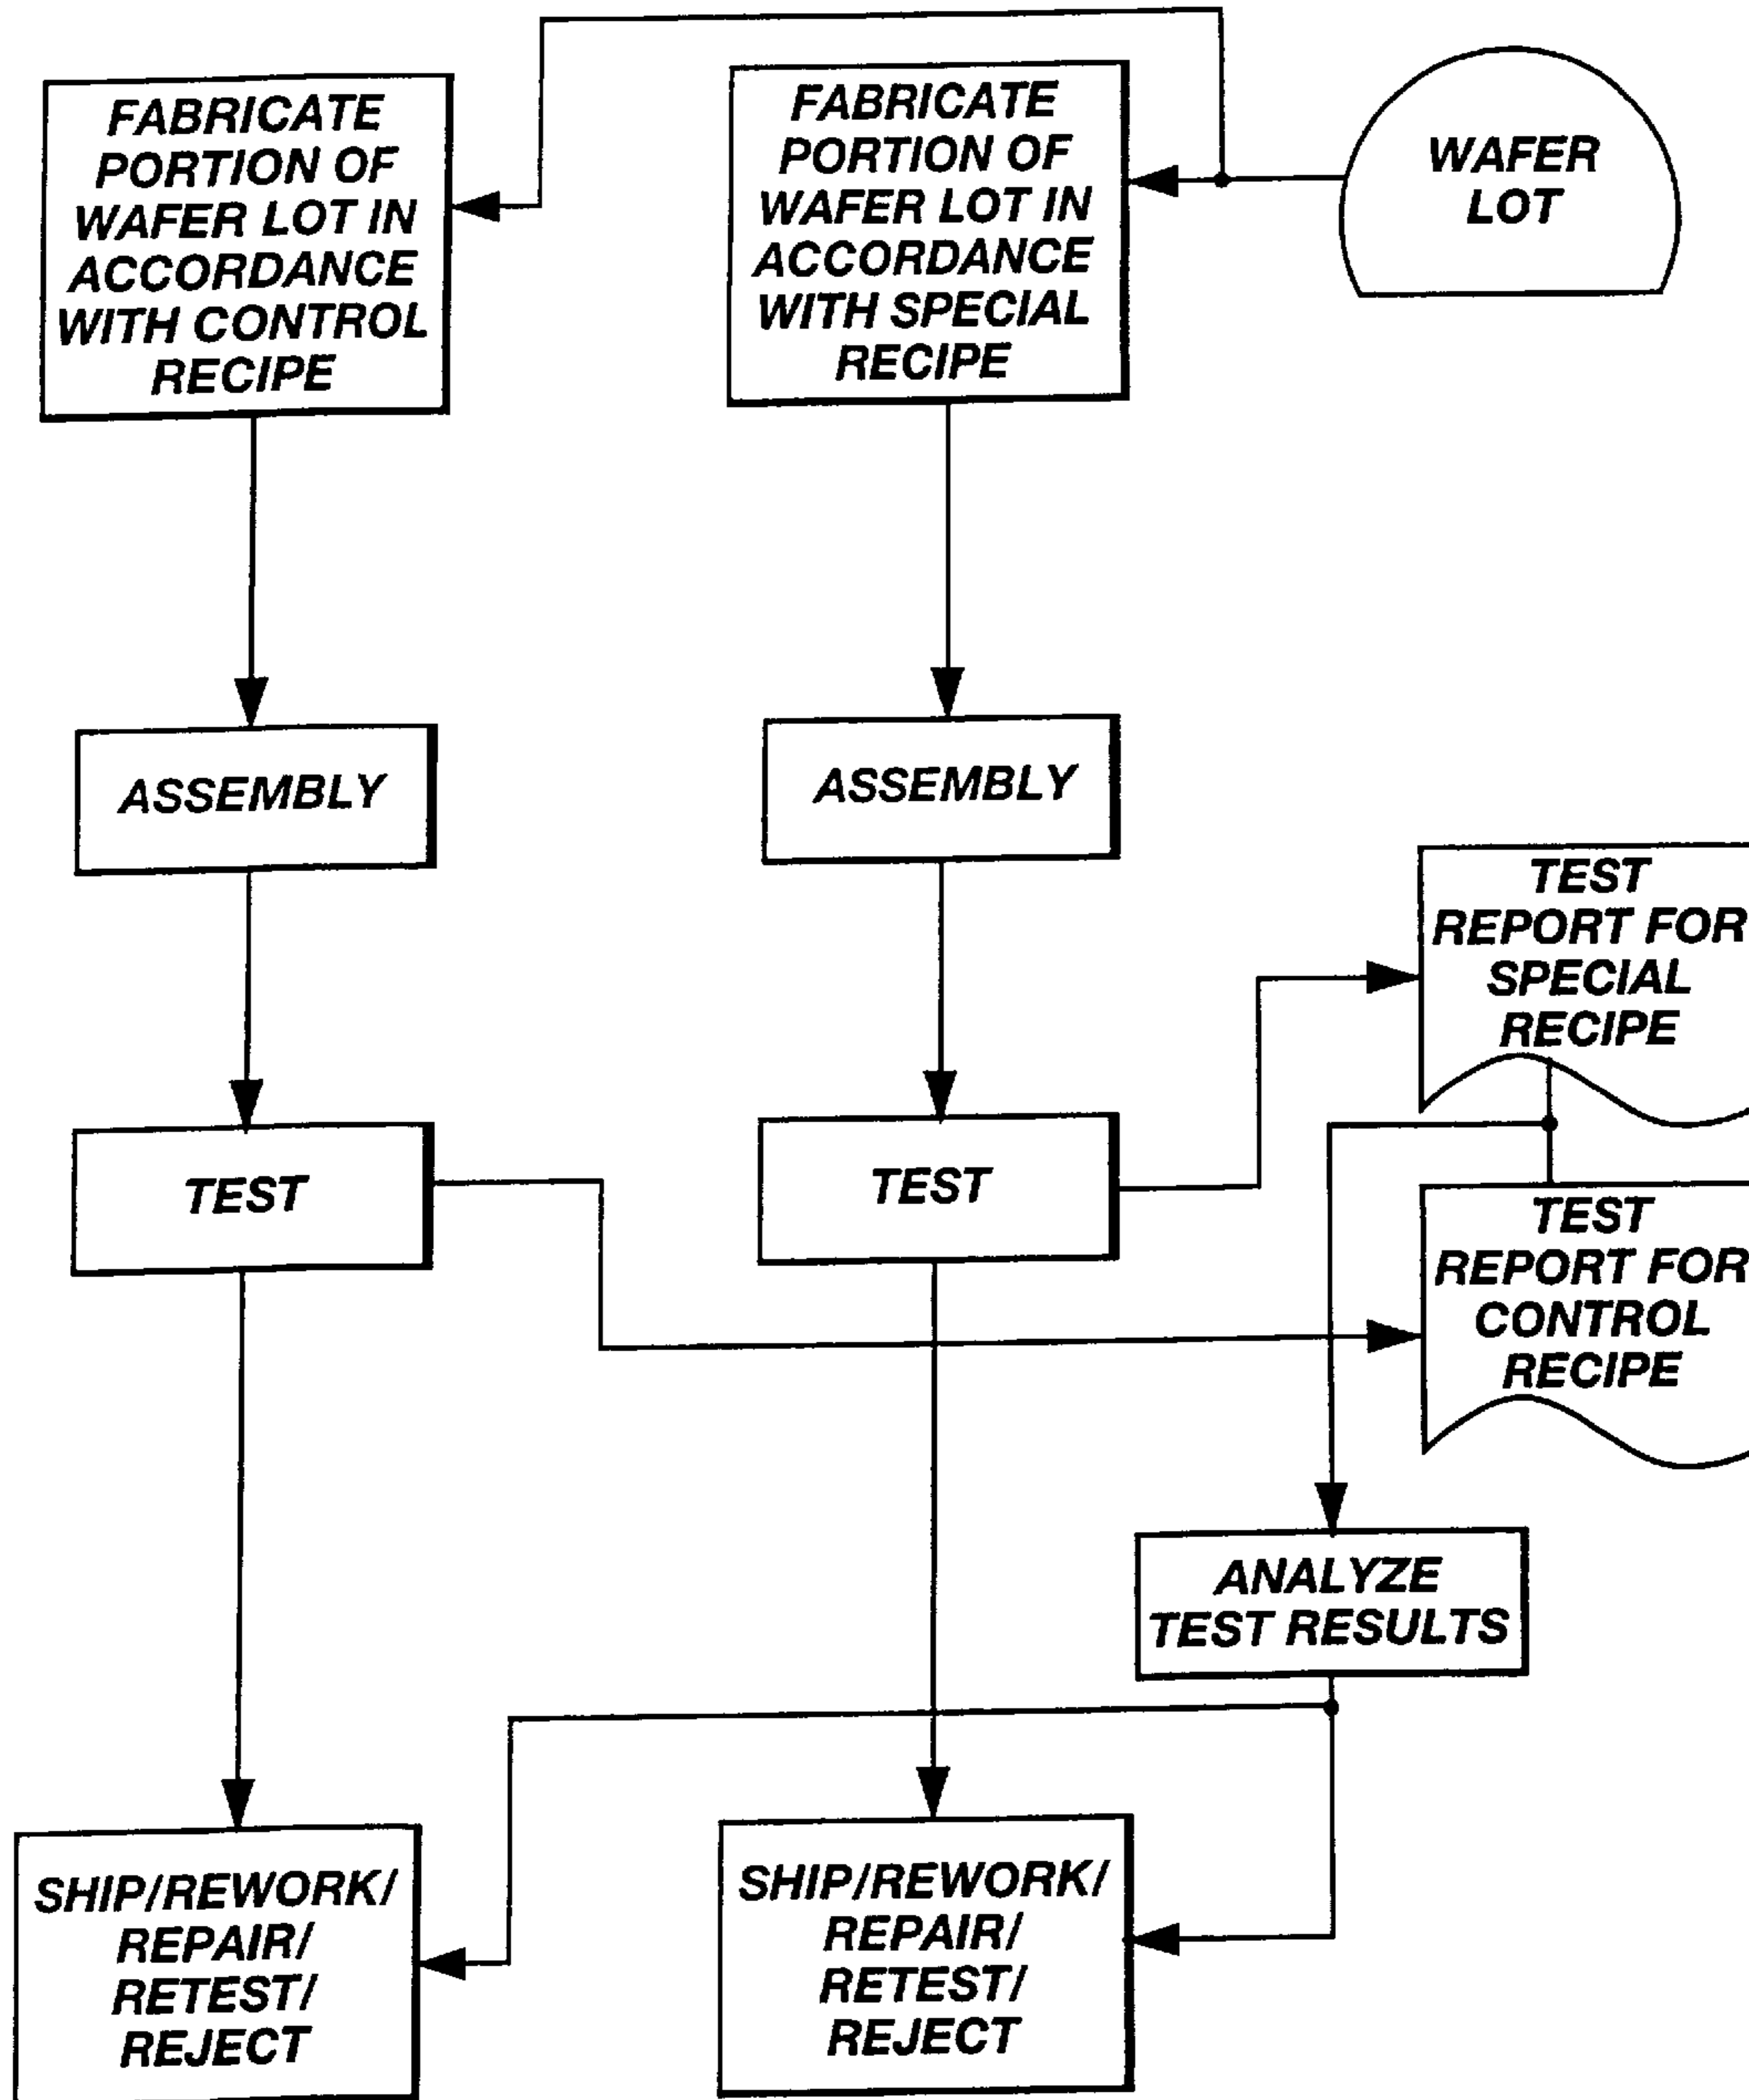 FABRICATE
PORTION OF
WAFER LOT IN
ACCORDANCE
WITH CONTROL
RECIPE
FABRICATE
PORTION OF
WAFER LOT IN
ACCORDANCE
WITH SPECIAL
RECIPE
WAFER
LOT
ASSEMBLY
ASSEMBLY
TEST
REPORT FOR
SPECIAL
RECIPE
TEST
TEST
TEST
REPORT FOR
CONTROL
RECIPE
ANALYZE
TEST RESULTS
SHIP/REWORK/
REPAIR/
RETEST/
REJECT
SHIP/REWORK/
REPAIR/
RETEST/
REJECT